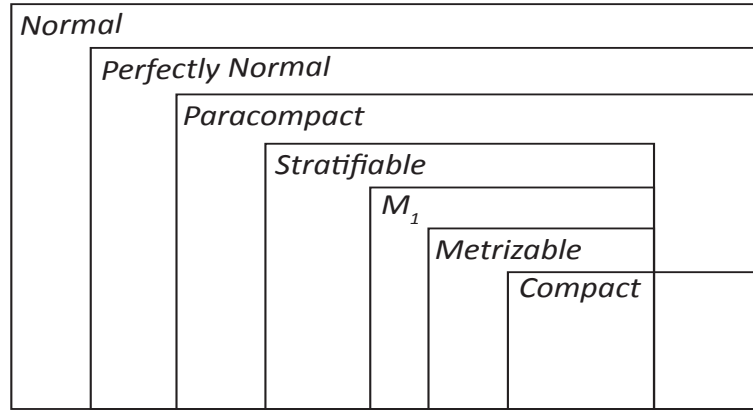 Normal
Perfectly Normal
Paracompact
Stratifiable
M₁
Metrizable
Compact